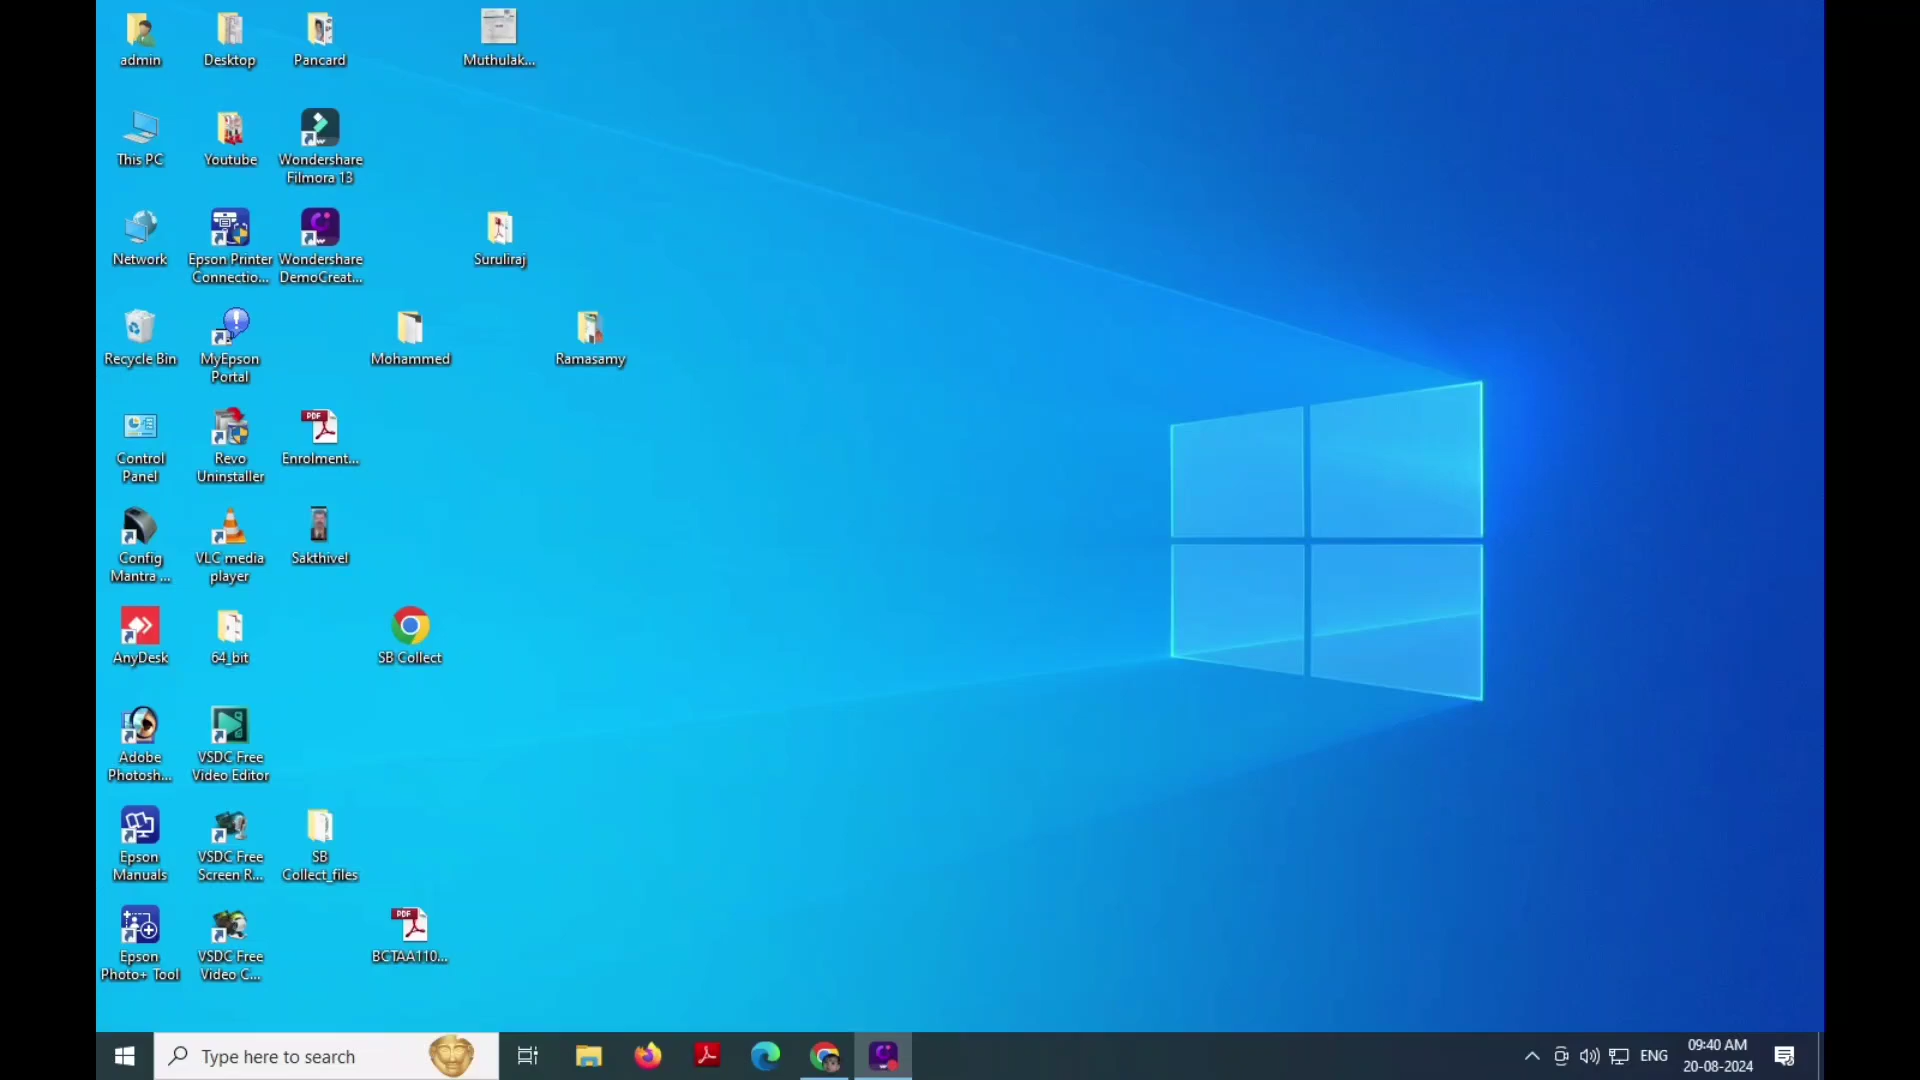 admin
Desktop
Pancard
Muthulak...
This PC
Youtube
Wondershare
Filmora 13
Network
Epson Printer
Connectio...
Wondershare
DemoCreat...
Suruliraj
Recycle Bin
MyEpson
Portal
Mohammed
Ramasamy
Control
Panel
Revo
Uninstaller
PDF
Enrolment...
Config
Mantra ...
VLC media
player
Sakthivel
AnyDesk
64_bit
SB Collect
Adobe
Photosh...
VSDC Free
Video Editor
Epson
Manuals
VSDC Free
Screen R...
SB
Collect_files
Epson
Photo+ Tool
VSDC Free
Video C...
PDF
BCTAA110...
Type here to search
ENG
09:40 AM
20-08-2024